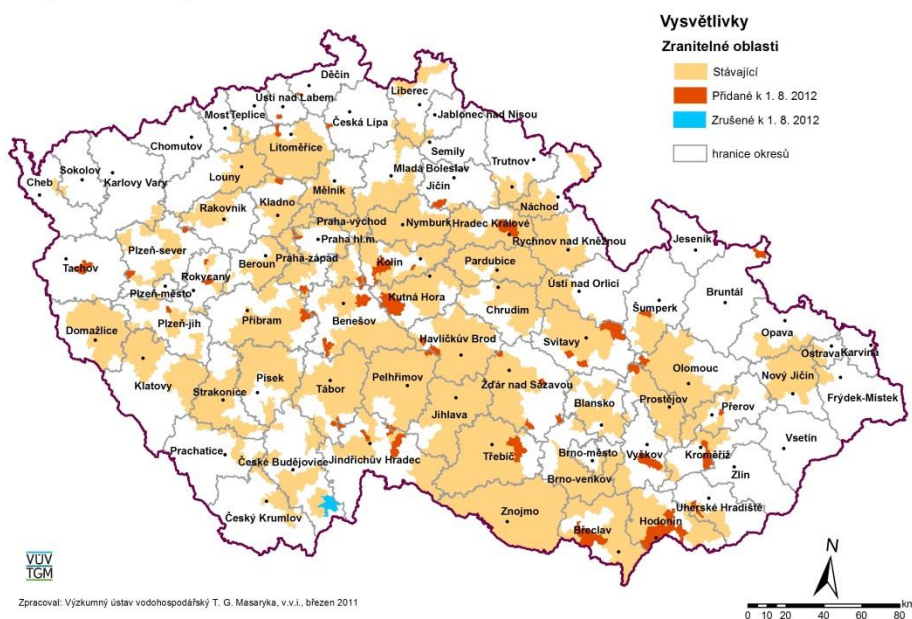 Vysvětlivky
Zranitelné oblasti
Stávající
Přidané k 1. 8. 2012
Zrušené k 1. 8. 2012
hranice okresů
Děčín
Liberec
Ústí nad Labem
Most
Teplice
Česká Lípa
Jablonec nad Nisou
Chomutov
Litoměřice
Semily
Trutnov
Sokolov
Cheb
Karlovy Vary
Louny
Mladá Boleslav
Jičín
Mělník
Náchod
Rakovník
Kladno
Praha-východ
Nymburk
Hradec Králové
Jeseník
Plzeň-sever
Praha hl.m.
Rychnov nad Kněžnou
Tachov
Beroun
Praha-západ
Kolín
Pardubice
Rokycany
Plzeň-město
Kutná Hora
Ústí nad Orlicí
Šumperk
Bruntál
Plzeň-jih
Příbram
Benešov
Chrudim
Opava
Domažlice
Havlíčkův Brod
Svitavy
Ostrava
Karviná
Klatovy
Strakonice
Písek
Tábor
Pelhřimov
Žďár nad Sázavou
Olomouc
Nový Jičín
Frýdek-Místek
Jihlava
Blansko
Prostějov
Přerov
Prachatice
České Budějovice
Jindřichův Hradec
Třebíč
Brno-město
Vyškov
Kroměříž
Vsetín
Zlín
Brno-venkov
Český Krumlov
Znojmo
Břeclav
Hodonín
Uherské Hradiště
VÚV
TGM
Zpracoval: Výzkumný ústav vodohospodářský T. G. Masaryka, v.v.i., březen 2011
N
km
0 10 20 40 60 80